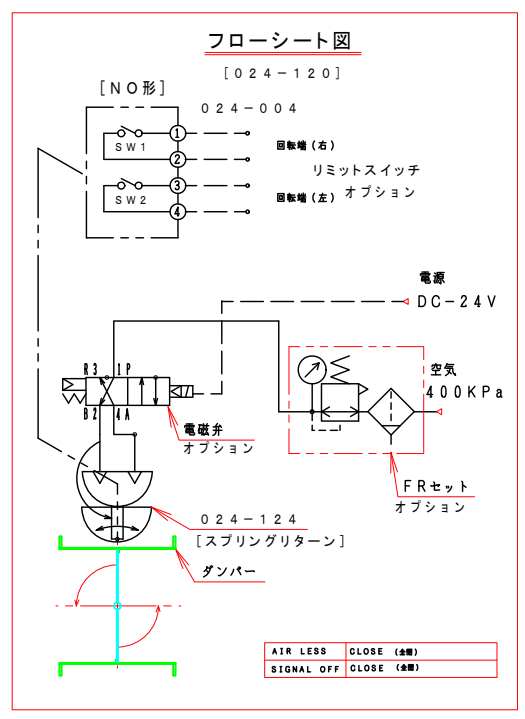 フローシート図
[024-120]
[NO形]
024-004
1
SW1
2
回転端(右)
リミットスイッチ
オプション
3
SW2
4
回転端(左)
電源
DC-24V
R3 1P
B2 4A
空気
400KPa
電磁弁
オプション
FRセット
オプション
024-124
[スプリングリターン]
ダンパー
AIR LESS CLOSE (全閉)
SIGNAL OFF CLOSE (全閉)